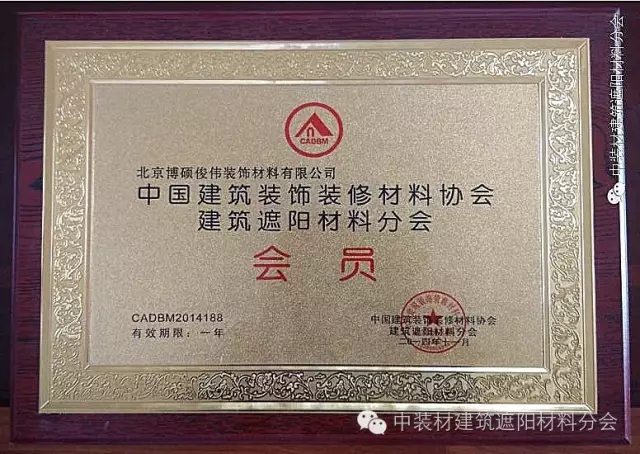 CADBM
北京博硕俊伟装饰材料有限公司
中国建筑装饰装修材料协会
建筑遮阳材料分会
会员
CADBM2014188
有效期限：一年
中国建筑装饰装修材料协会
建筑遮阳材料分会
二〇一四年十一月
中装材建筑遮阳材料分会
中装材建筑遮阳材料分会